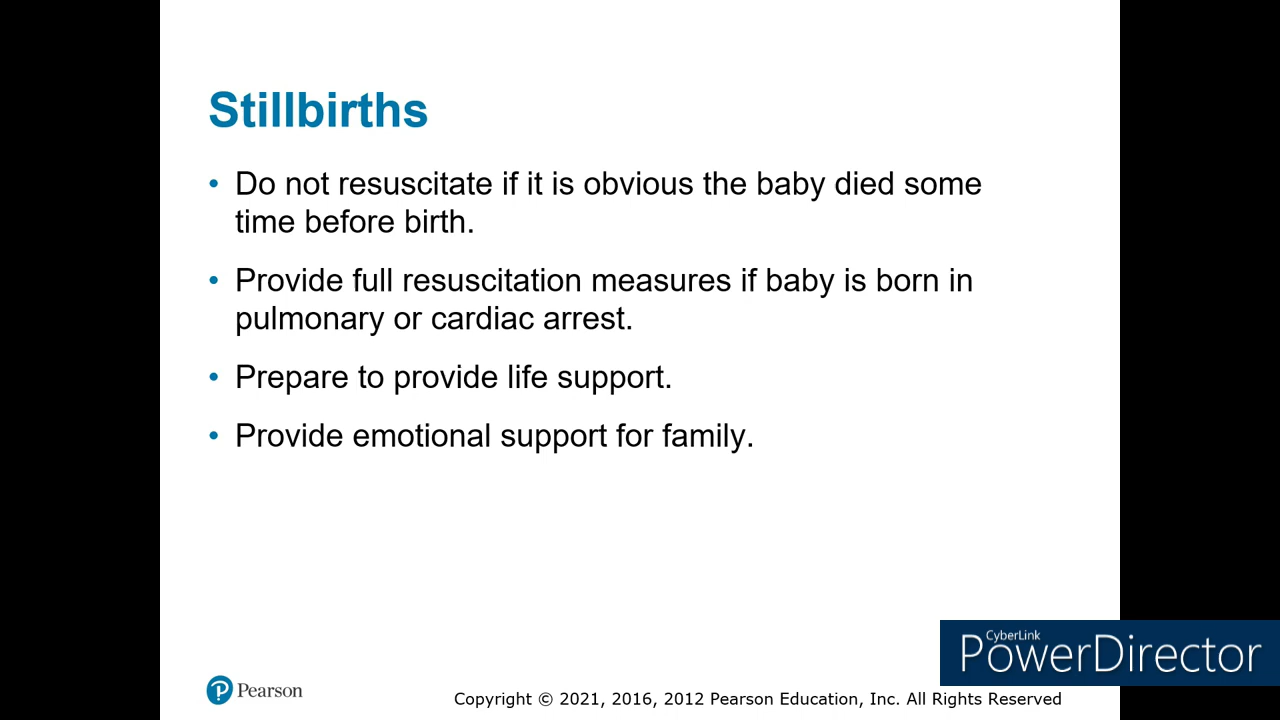 Stillbirths
• Do not resuscitate if it is obvious the baby died some
time before birth.
• Provide full resuscitation measures if baby is born in
pulmonary or cardiac arrest.
• Prepare to provide life support.
• Provide emotional support for family.
CyberLink
PowerDirector
P Pearson
Copyright © 2021, 2016, 2012 Pearson Education, Inc. All Rights Reserved